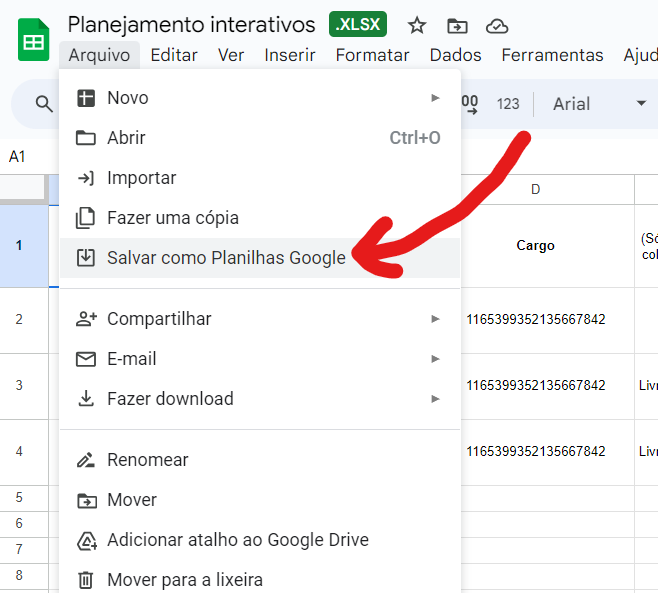 Planejamento interativos .XLSX
Arquivo Editar Ver Inserir Formatar Dados Ferramentas Ajud
Novo
Abrir Ctrl+O
Importar
Fazer uma cópia
Salvar como Planilhas Google
Compartilhar
E-mail
Fazer download
Renomear
Mover
Adicionar atalho ao Google Drive
Mover para a lixeira
00 123 Arial
A1
D
1 Cargo (Só
col
2 1165399352135667842
3 1165399352135667842 Livr
4 1165399352135667842 Livr
5
6
7
8